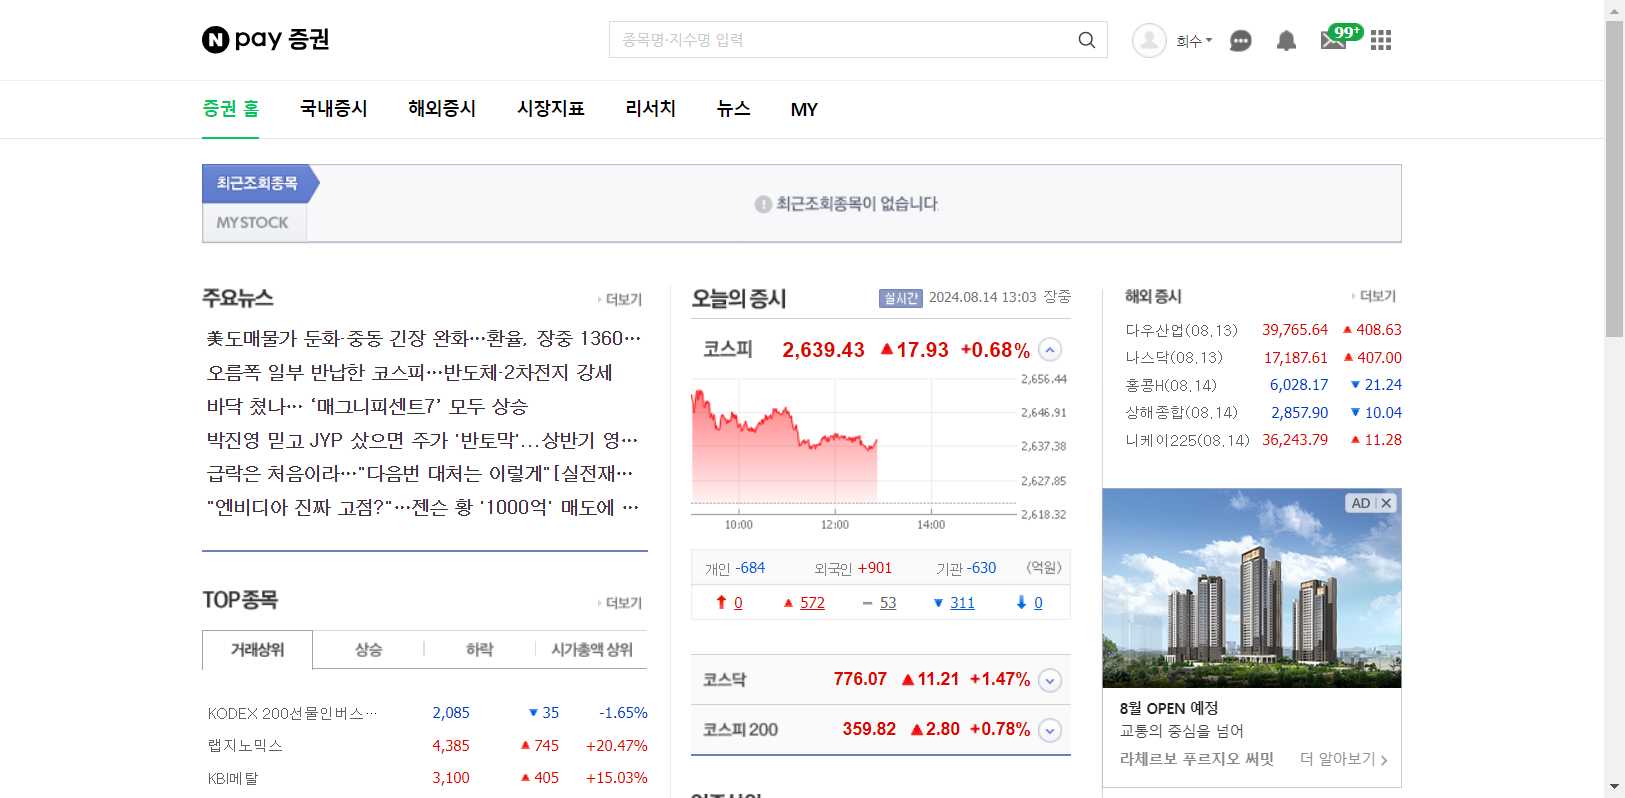 N pay 증권
종목명·지수명 입력
희수
99+
증권 홈 국내증시 해외증시 시장지표 리서치 뉴스 MY
최근조회종목
MY STOCK
최근조회종목이 없습니다
주요뉴스 더보기
美도매물가 둔화·중동 긴장 완화…환율, 장중 1360…
오름폭 일부 반납한 코스피…반도체·2차전지 강세
바닥 쳤나… ‘매그니피센트7’ 모두 상승
박진영 믿고 JYP 샀으면 주가 '반토막'...상반기 영…
급락은 처음이라…"다음번 대처는 이렇게"[실전재…
"엔비디아 진짜 고점?"…젠슨 황 '1000억' 매도에 …
TOP 종목 더보기
거래상위 상승 하락 시가총액 상위
KODEX 200선물인버스… 2,085 ▼ 35 -1.65%
랩지노믹스 4,385 ▲ 745 +20.47%
KBI메탈 3,100 ▲ 405 +15.03%
오늘의 증시 실시간 2024.08.14 13:03 장중
코스피 2,639.43 ▲17.93 +0.68%
2,656.44
2,646.91
2,637.38
2,627.85
2,618.32
10:00 12:00 14:00
개인 -684 외국인 +901 기관 -630 (억원)
↑ 0 ▲ 572 − 53 ▼ 311 ↓ 0
코스닥 776.07 ▲11.21 +1.47%
코스피 200 359.82 ▲2.80 +0.78%
해외 증시 더보기
다우산업(08.13) 39,765.64 ▲ 408.63
나스닥(08.13) 17,187.61 ▲ 407.00
홍콩H(08.14) 6,028.17 ▼ 21.24
상해종합(08.14) 2,857.90 ▼ 10.04
니케이225(08.14) 36,243.79 ▲ 11.28
AD
8월 OPEN 예정
교통의 중심을 넘어
라체르보 푸르지오 써밋 더 알아보기